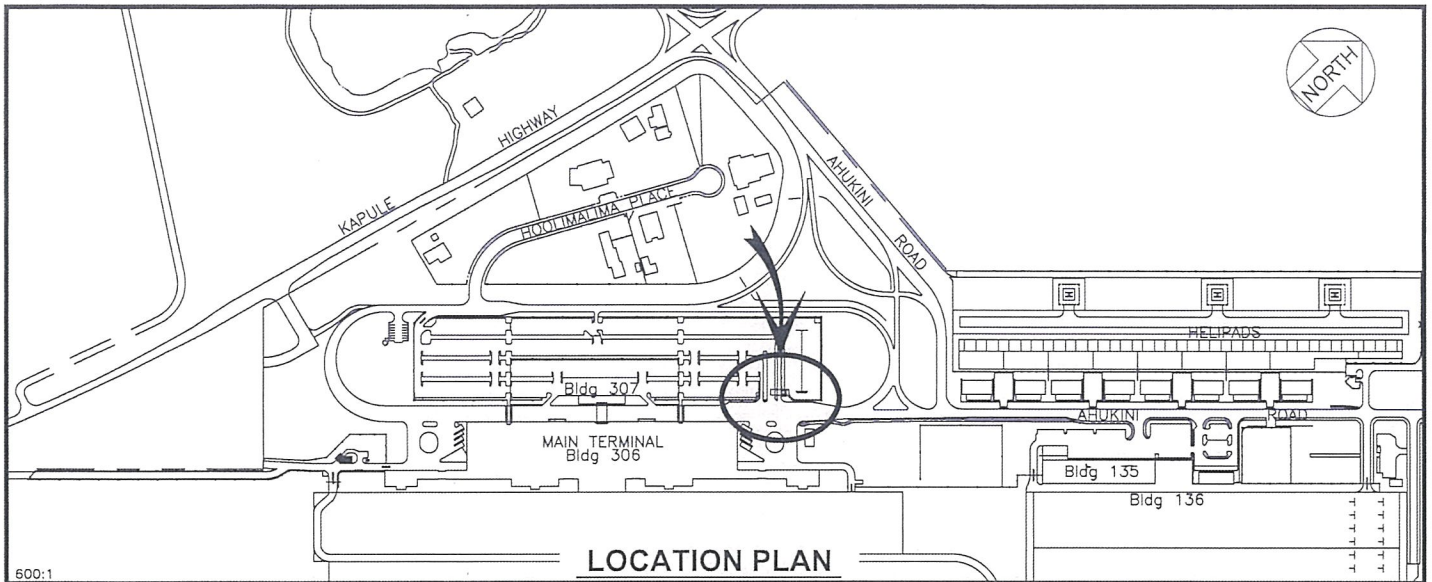 NORTH
KAPULE HIGHWAY
HOOLIMALIMA PLACE
AHUKINI ROAD
H H H
HELIPADS
Bldg 307
AHUKINI ROAD
MAIN TERMINAL
Bldg 306
Bldg 135
Bldg 136
LOCATION PLAN
600:1